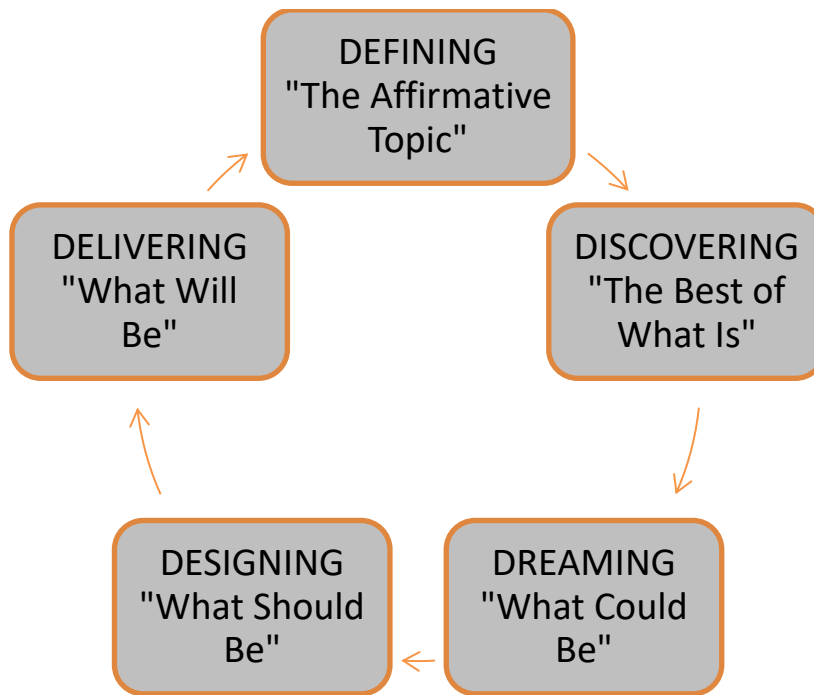 DEFINING
"The Affirmative
Topic"
DISCOVERING
"The Best of
What Is"
DREAMING
"What Could
Be"
DESIGNING
"What Should
Be"
DELIVERING
"What Will
Be"